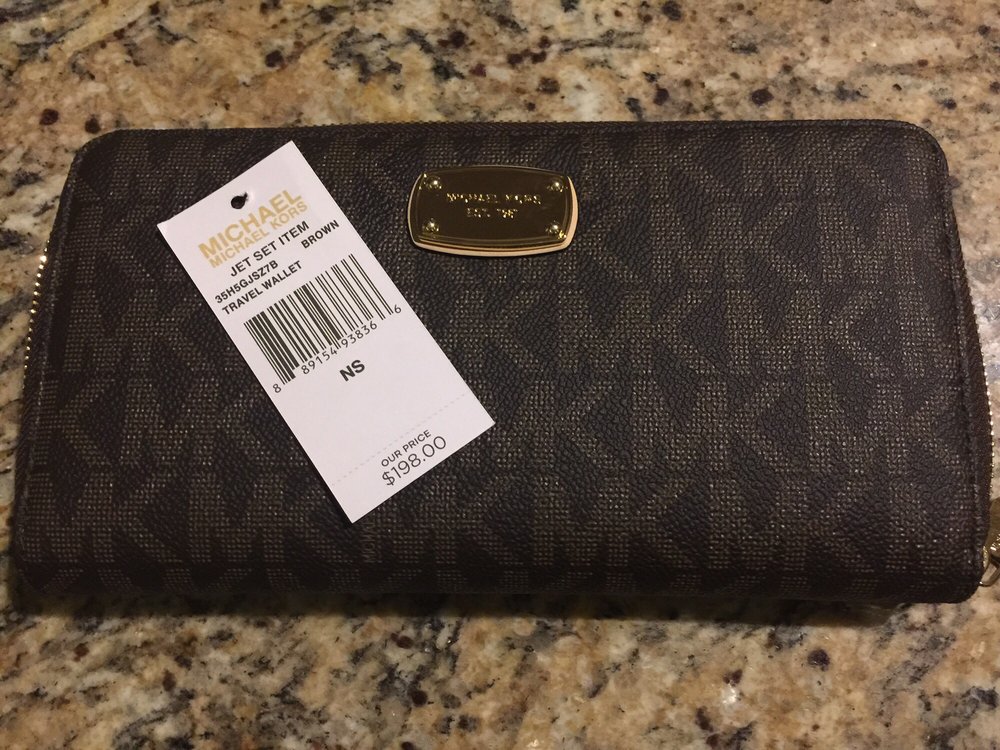 MICHAEL
MICHAEL KORS
JET SET ITEM
35H5GJSZ7B BROWN
TRAVEL WALLET
8 89154 93836 6
NS
OUR PRICE
$198.00
MICHAEL KORS
EST.